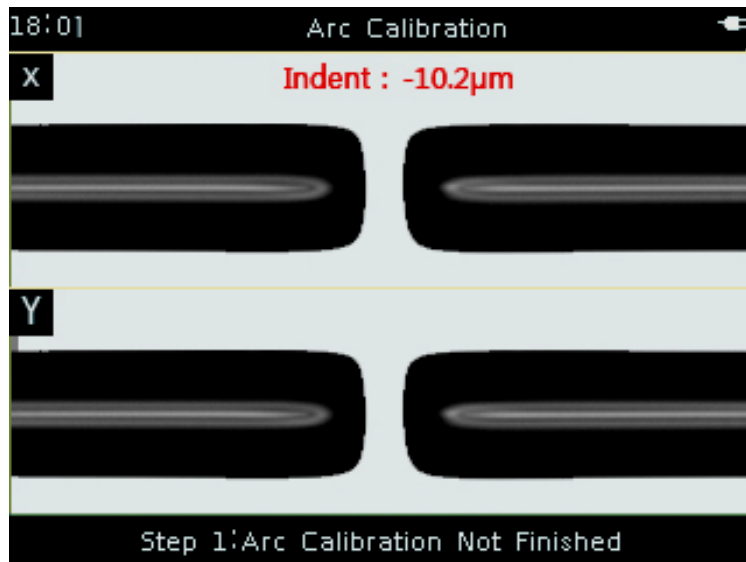 18:01 Arc Calibration
X
Indent : -10.2µm
Y
Step 1:Arc Calibration Not Finished